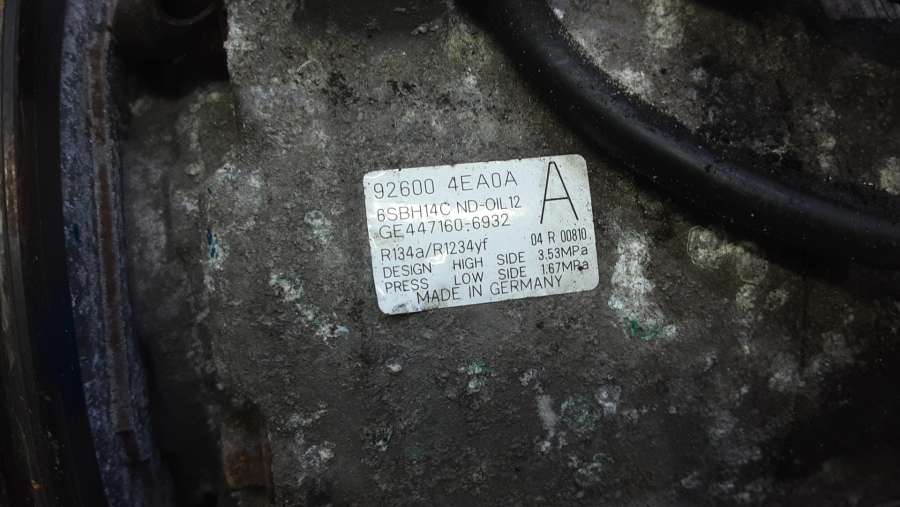 92600 4EA0A A
6SBH14C ND-OIL12
GE447160-6932
R134a/R1234yf 04 R 00810
DESIGN HIGH SIDE 3.53MPa
PRESS LOW SIDE 1.67MPa
MADE IN GERMANY